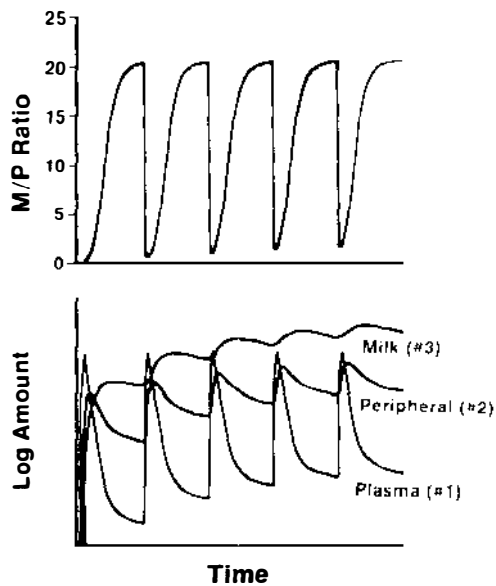 25
20
15
10
5
0
M/P Ratio
Milk (#3)
Peripheral (#2)
Plasma (#1)
Log Amount
Time